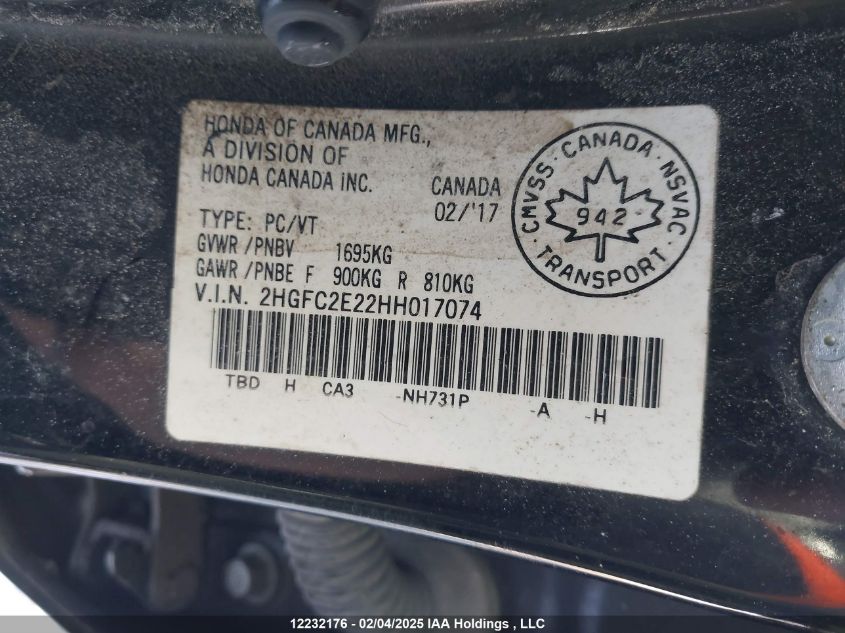 HONDA OF CANADA MFG.,
A DIVISION OF
HONDA CANADA INC.
CANADA
02/'17
TYPE: PC/VT
GVWR /PNBV 1695KG
GAWR /PNBE F 900KG R 810KG
V.I.N. 2HGFC2E22HH017074
TBD H CA3 -NH731P -A -H
CMVSS · CANADA · NSVAC
942
TRANSPORT
12232176 - 02/04/2025 IAA Holdings , LLC